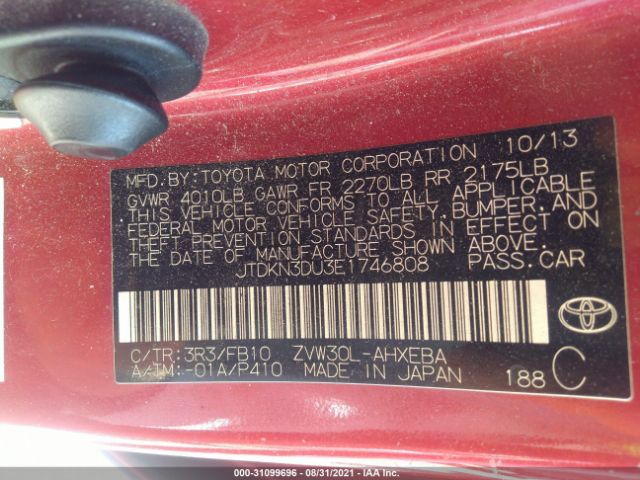 MFD. BY: TOYOTA MOTOR CORPORATION 10/13
GVWR 4010LB GAWR FR 2270LB RR 2175LB
THIS VEHICLE CONFORMS TO ALL APPLICABLE
FEDERAL MOTOR VEHICLE SAFETY, BUMPER, AND
THEFT PREVENTION STANDARDS IN EFFECT ON
THE DATE OF MANUFACTURE SHOWN ABOVE.
JTDKN3DU3E1746808 PASS. CAR
C/TR: 3R3/FB10 ZVW30L-AHXEBA
A/TM: -01A/P410 MADE IN JAPAN 188 C
TOYOTA
000-31099696 - 08/31/2021 - IAA Inc.